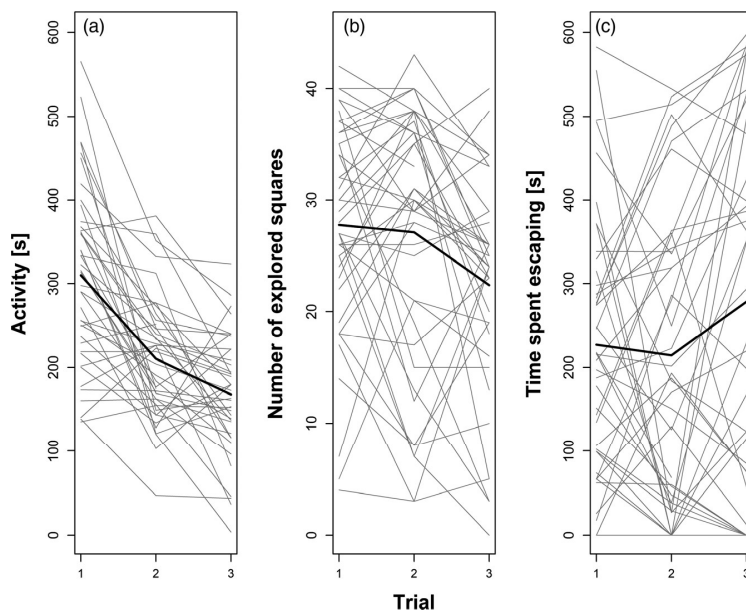 (a)
Activity [s]
600
500
400
300
200
100
0
1 2 3
(b)
Number of explored squares
40
30
20
10
0
1 2 3
Trial
(c)
Time spent escaping [s]
600
500
400
300
200
100
0
1 2 3